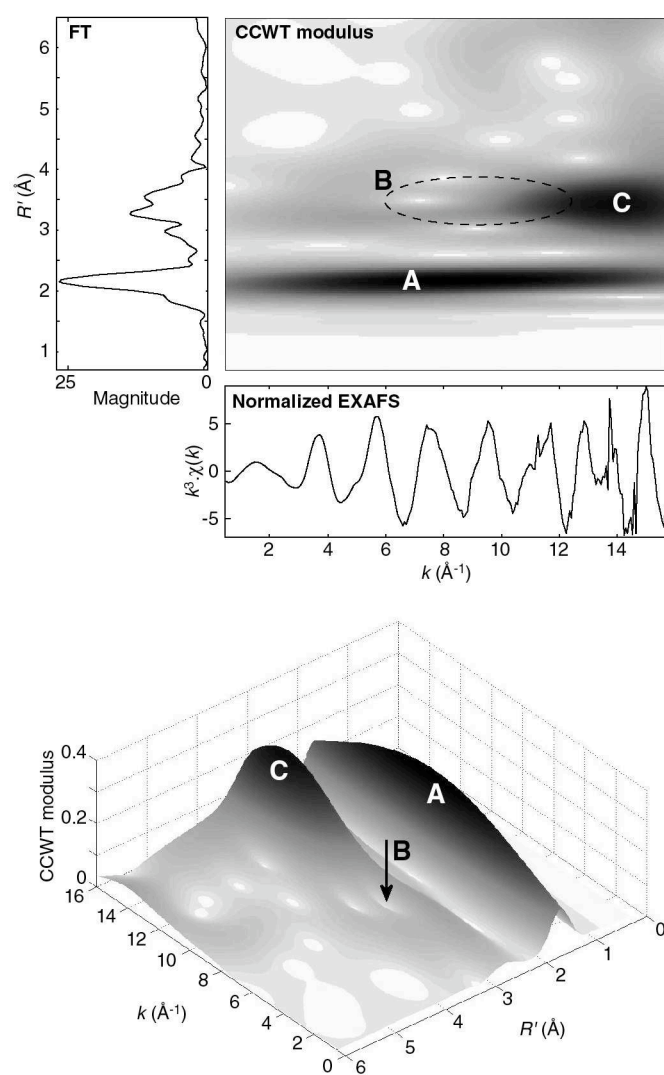 FT
CCWT modulus
6
5
4
3
2
1
R' (Å)
25
0
Magnitude
B
C
A
Normalized EXAFS
5
0
-5
k³.χ(k)
2
4
6
8
10
12
14
k (Å⁻¹)
0.4
0.2
0
CCWT modulus
C
A
B
16
14
12
10
8
6
4
2
0
k (Å⁻¹)
6
5
4
3
2
1
0
R' (Å)